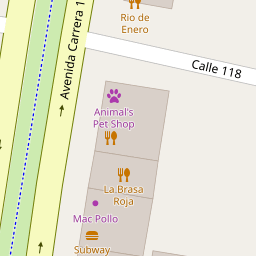 Rio de
Enero
Avenida Carrera 1
Calle 118
Animal's
Pet Shop
La Brasa
Roja
Mac Pollo
Subway